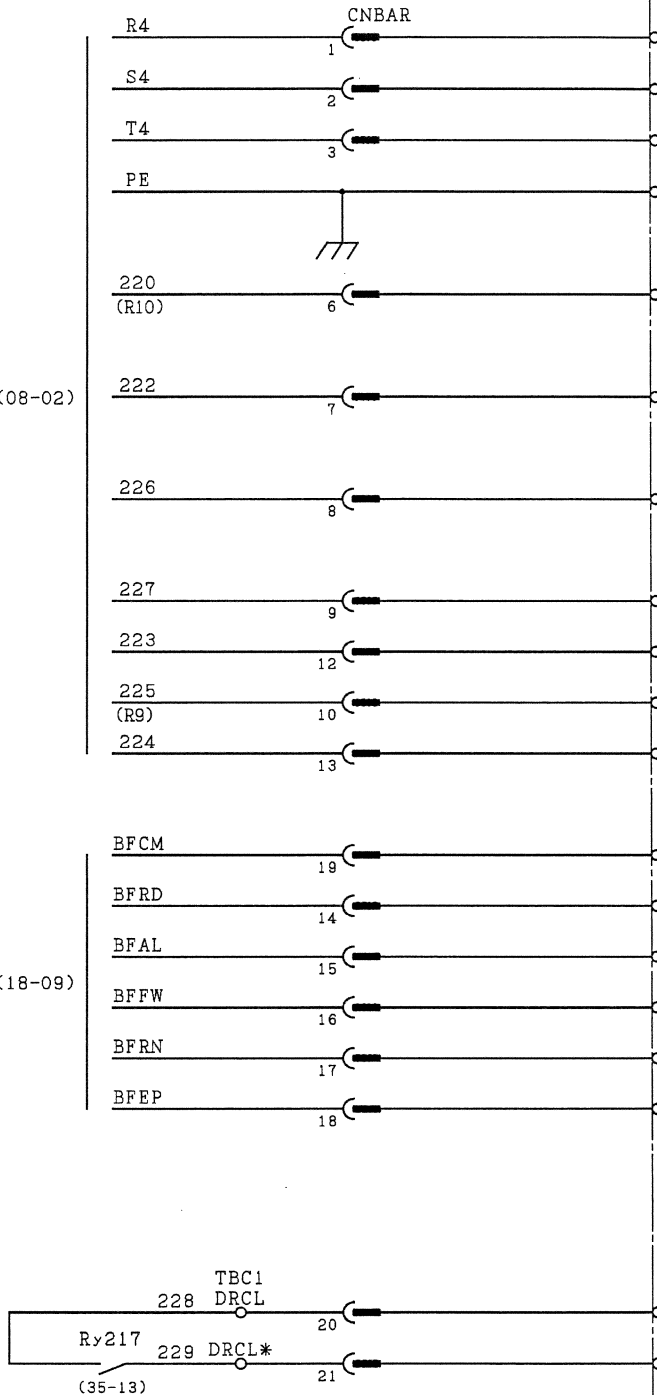 CNBAR
R4
1
S4
2
T4
3
PE
220
(R10)
6
(08-02)
222
7
226
8
227
9
223
12
225
(R9)
10
224
13
BFCM
19
BFRD
14
BFAL
15
(18-09)
BFFW
16
BFRN
17
BFEP
18
TBC1
228 DRCL
20
Ry217
229 DRCL*
21
(35-13)